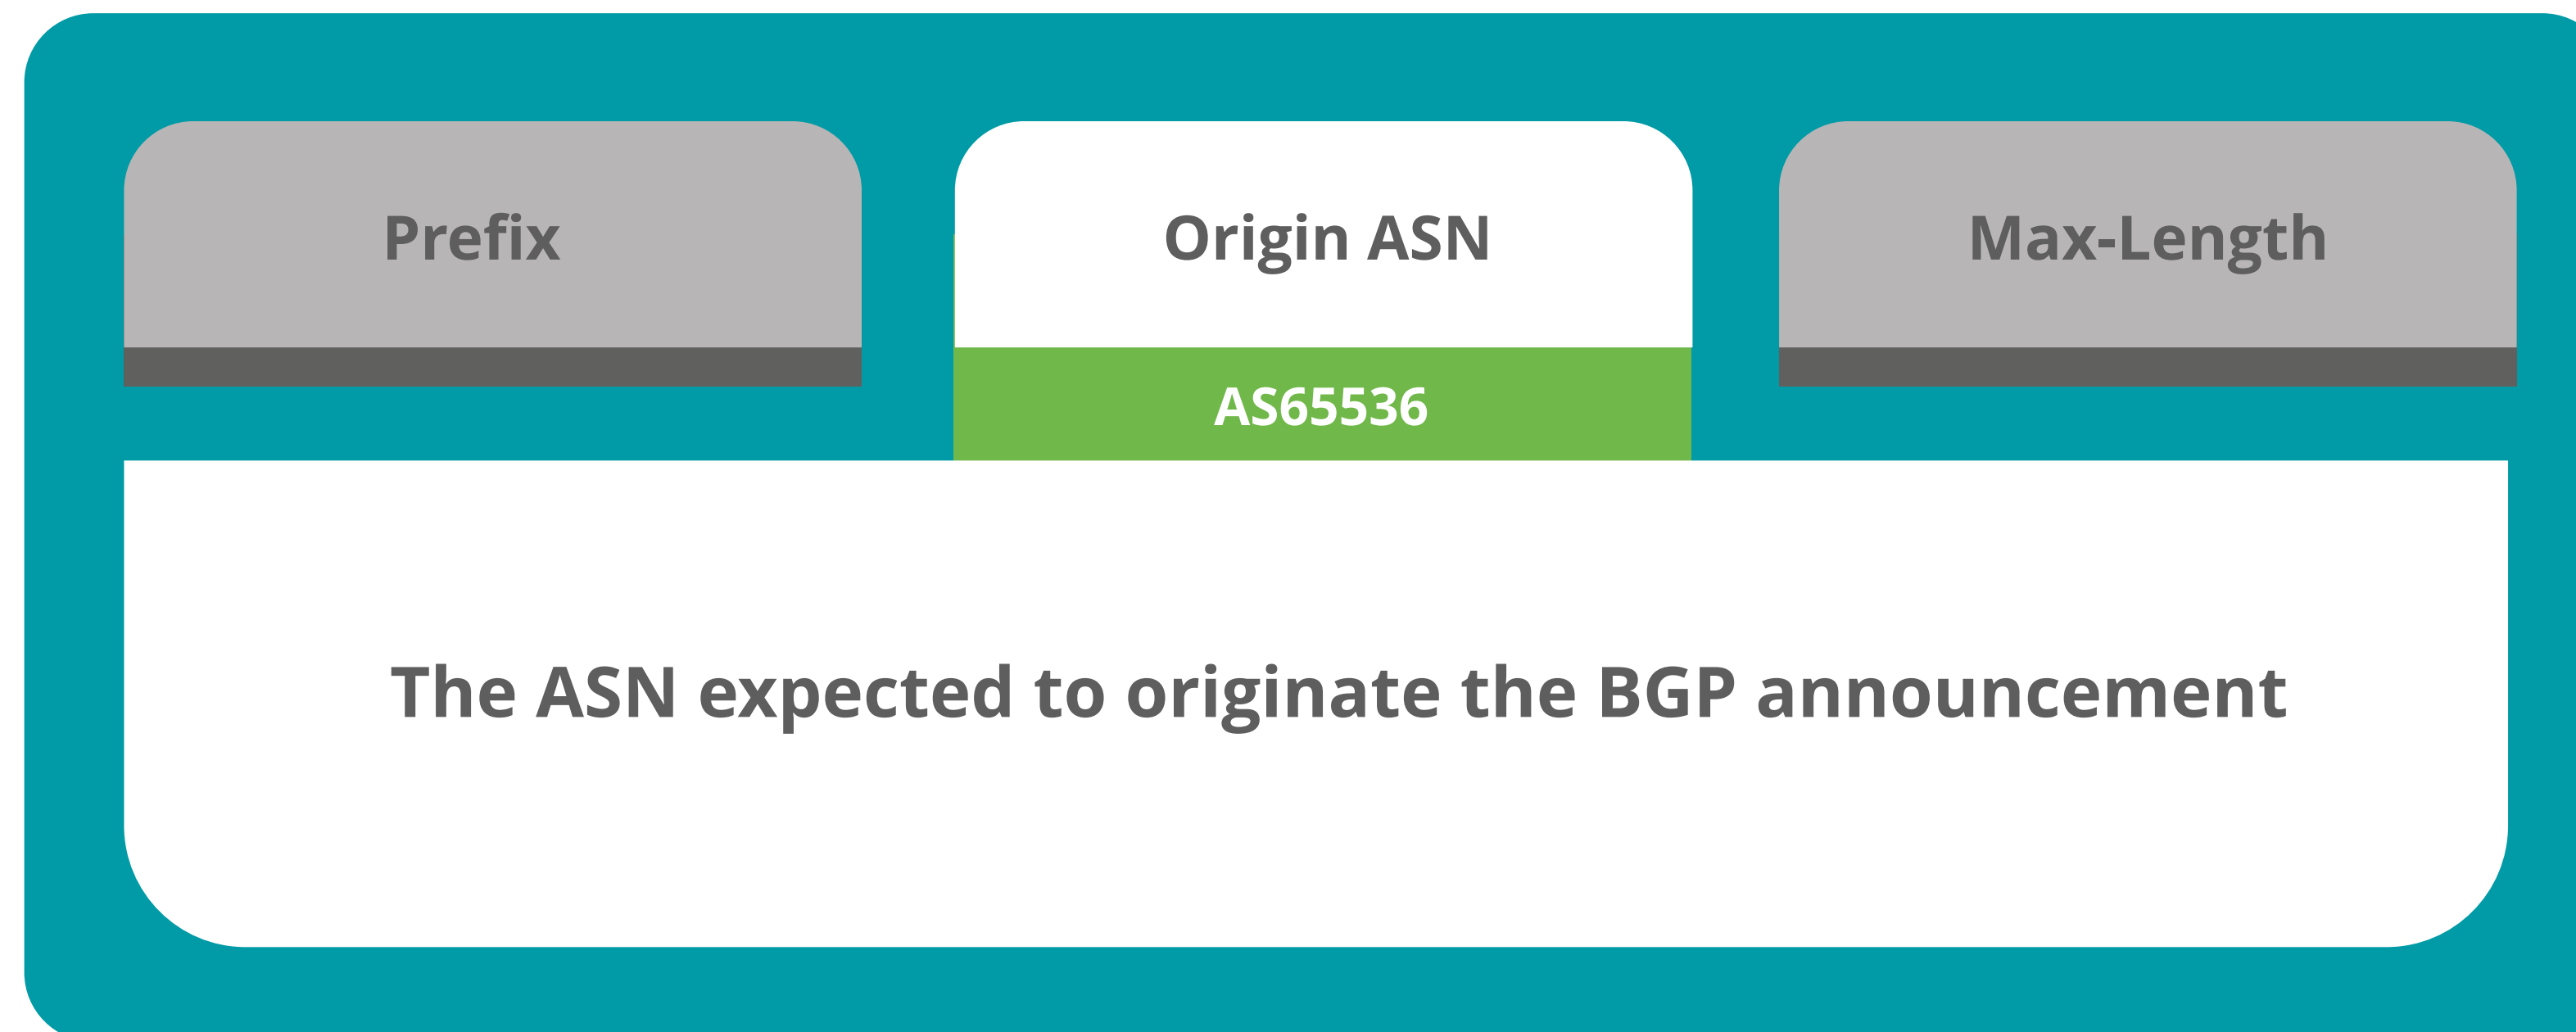 Prefix
Origin ASN
Max-Length
AS65536
The ASN expected to originate the BGP announcement